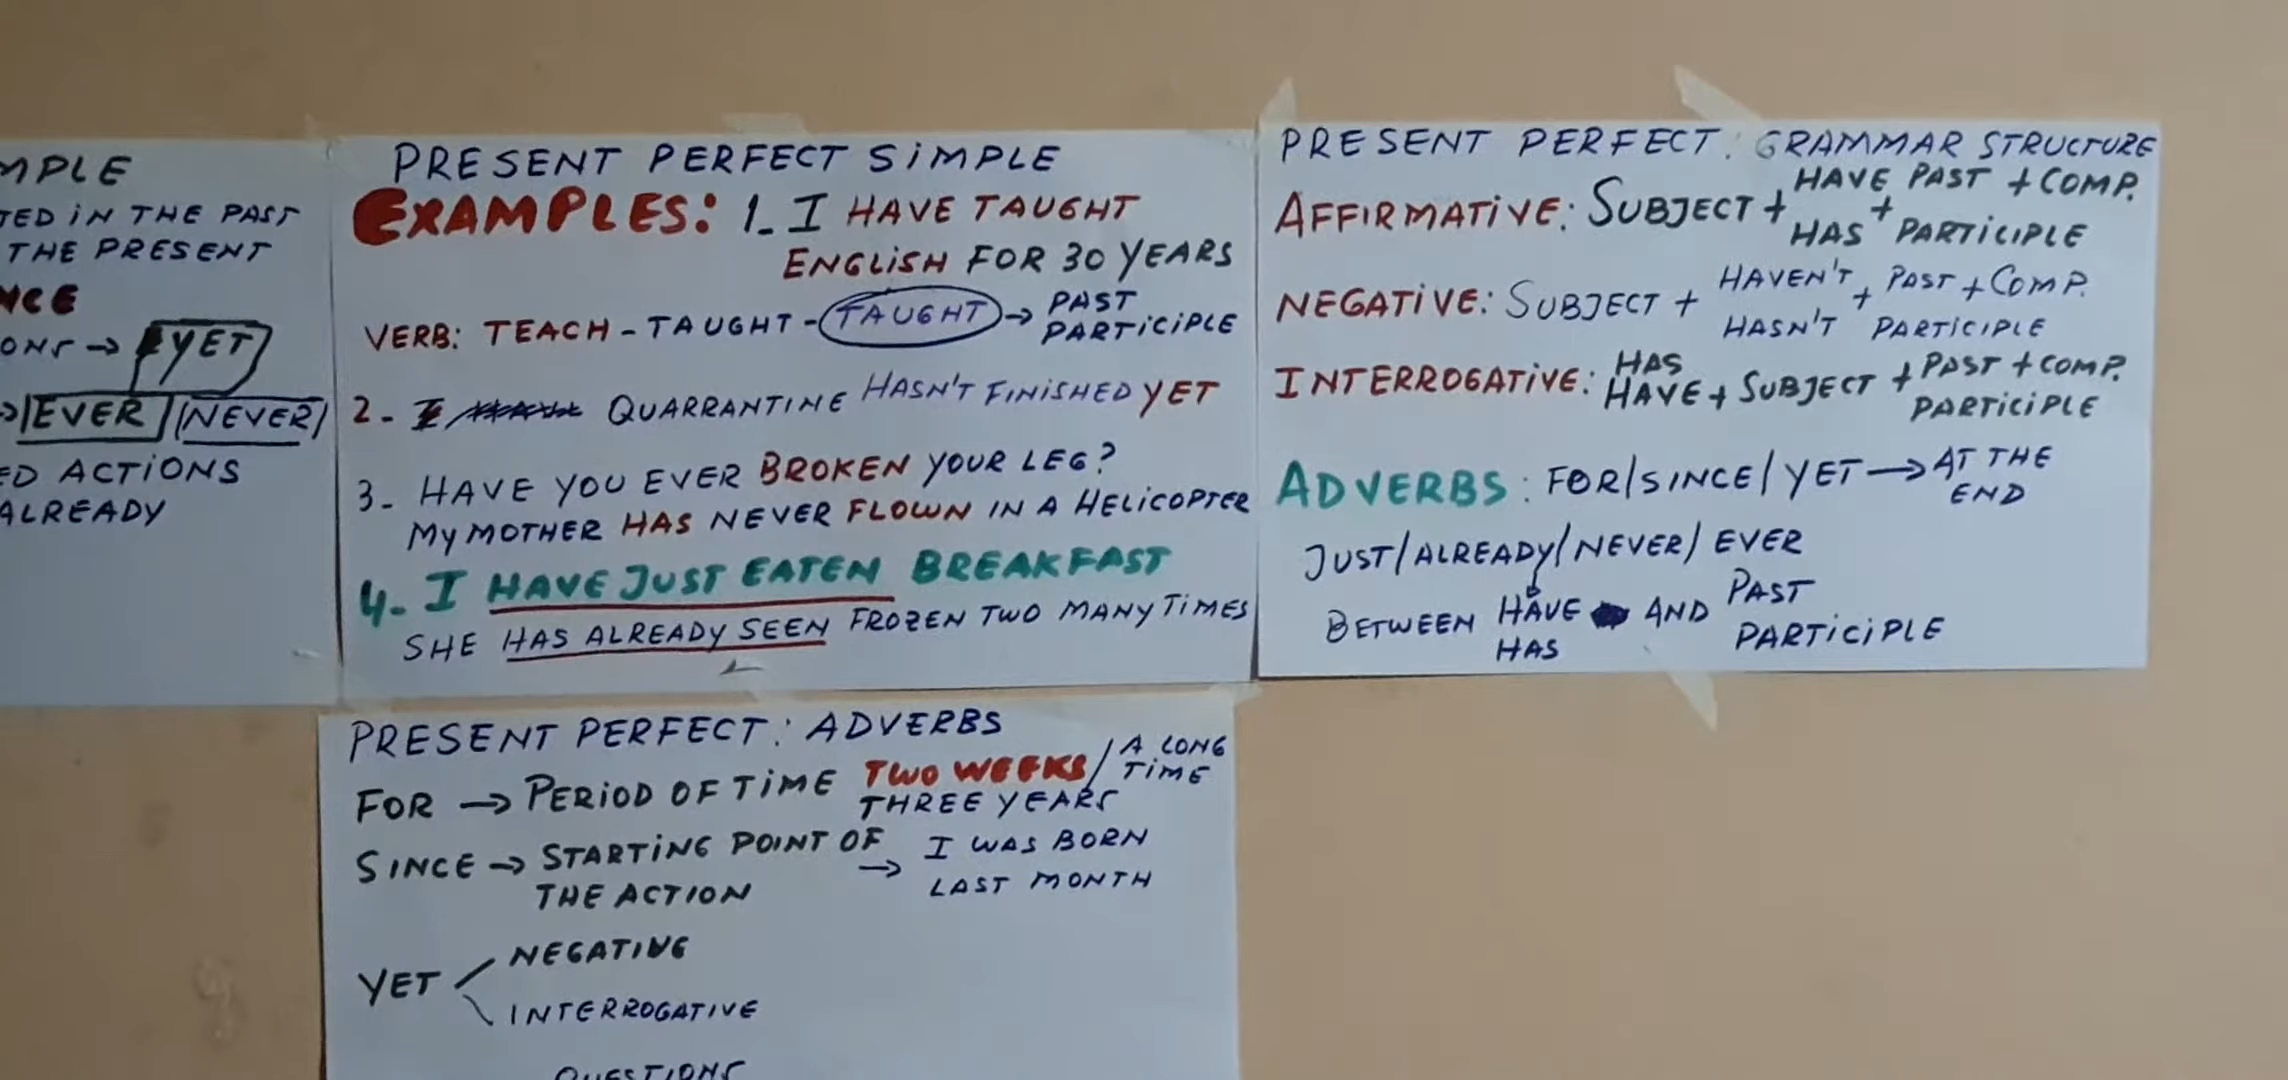 MPLE
TED IN THE PAST
THE PRESENT
NCE
ONS → YET
→ EVER NEVER
ED ACTIONS
ALREADY
PRESENT PERFECT SIMPLE
EXAMPLES: 1_ I HAVE TAUGHT
ENGLISH FOR 30 YEARS
VERB: TEACH - TAUGHT - TAUGHT → PAST PARTICIPLE
2- QUARRANTINE HASN'T FINISHED YET
3- HAVE YOU EVER BROKEN YOUR LEG?
MY MOTHER HAS NEVER FLOWN IN A HELICOPTER
4- I HAVE JUST EATEN BREAKFAST
SHE HAS ALREADY SEEN FROZEN TWO MANY TIMES
PRESENT PERFECT: GRAMMAR STRUCTURE
HAVE PAST + COMP.
AFFIRMATIVE: SUBJECT + +
HAS PARTICIPLE
HAVEN'T PAST + COMP.
NEGATIVE: SUBJECT + +
HASN'T PARTICIPLE
HAS PAST + COMP.
INTERROGATIVE: HAVE + SUBJECT +
PARTICIPLE
ADVERBS: FOR/SINCE/YET → AT THE
END
JUST/ALREADY/NEVER/EVER
BETWEEN HAVE AND PAST
HAS PARTICIPLE
PRESENT PERFECT: ADVERBS
FOR → PERIOD OF TIME TWO WEEKS / A LONG TIME
THREE YEARS
SINCE → STARTING POINT OF → I WAS BORN
THE ACTION LAST MONTH
NEGATIVE
YET
INTERROGATIVE
QUESTIONS